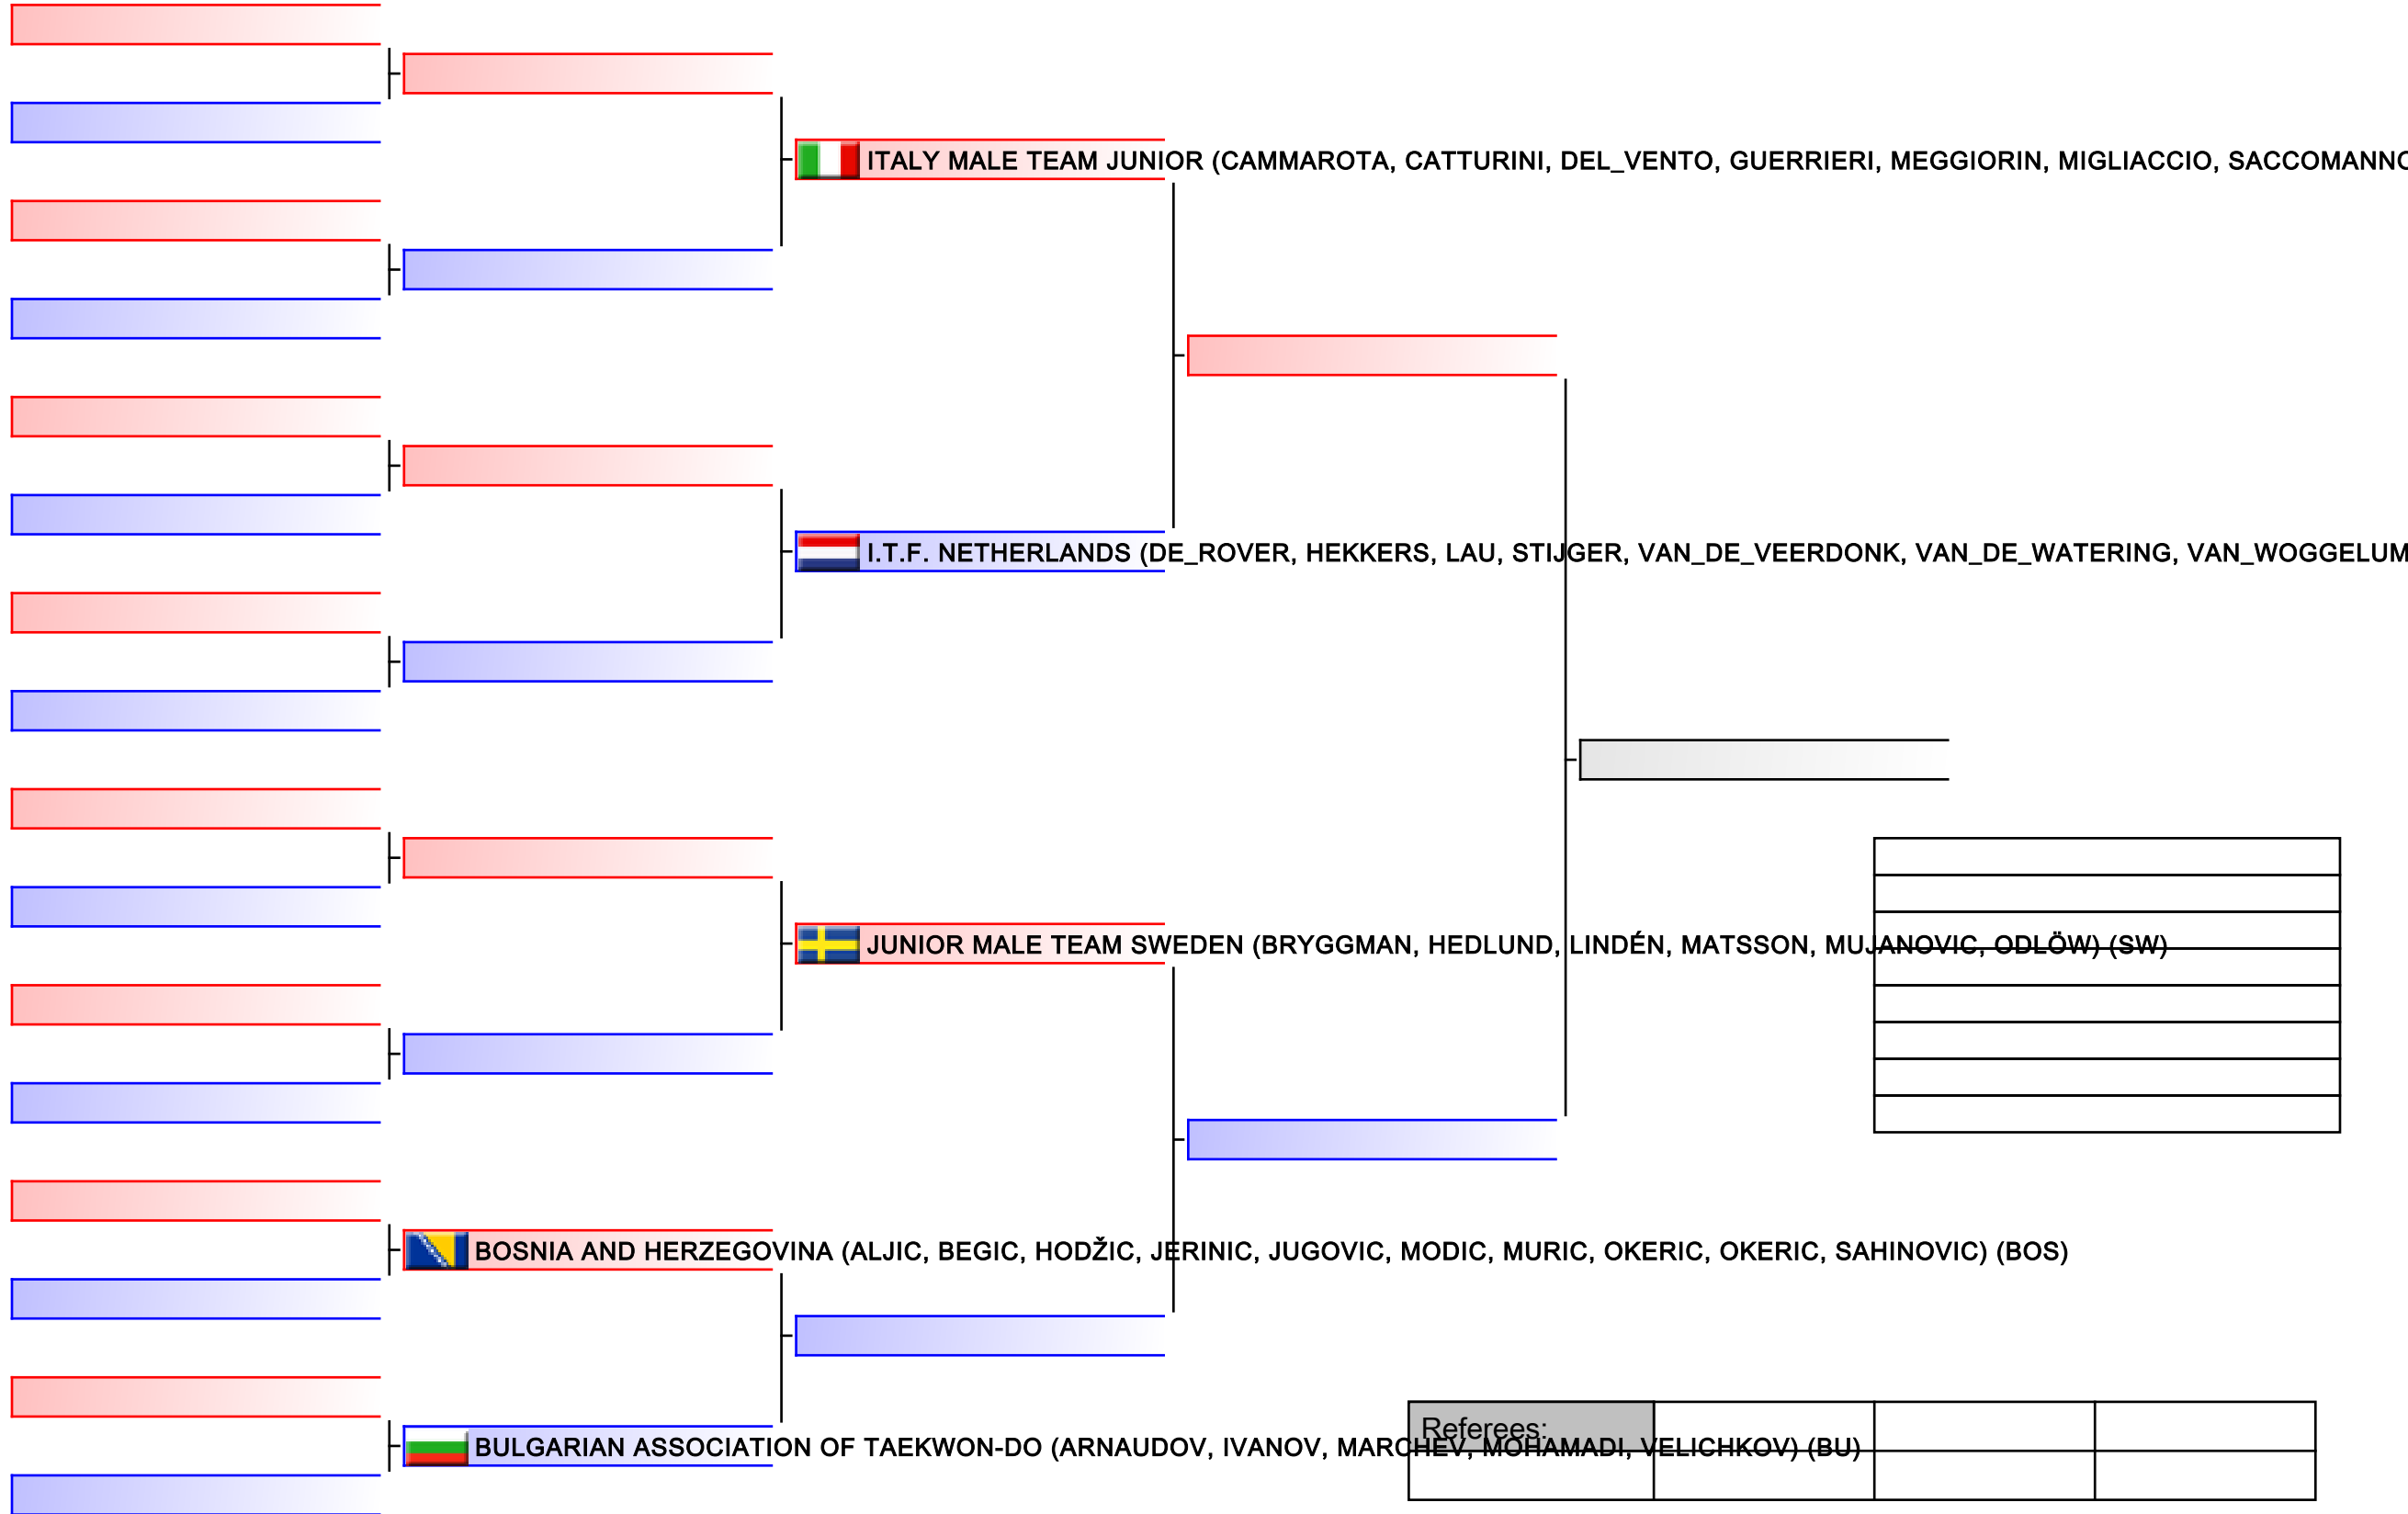 ITALY MALE TEAM JUNIOR (CAMMAROTA, CATTURINI, DEL_VENTO, GUERRIERI, MEGGIORIN, MIGLIACCIO, SACCOMANNO
I.T.F. NETHERLANDS (DE_ROVER, HEKKERS, LAU, STIJGER, VAN_DE_VEERDONK, VAN_DE_WATERING, VAN_WOGGELUM
JUNIOR MALE TEAM SWEDEN (BRYGGMAN, HEDLUND, LINDÉN, MATSSON, MUJANOVIC, ODLÖW) (SW)
BOSNIA AND HERZEGOVINA (ALJIC, BEGIC, HODŽIC, JERINIC, JUGOVIC, MODIC, MURIC, OKERIC, OKERIC, SAHINOVIC) (BOS)
Referees:
BULGARIAN ASSOCIATION OF TAEKWON-DO (ARNAUDOV, IVANOV, MARCHEV, MOHAMADI, VELICHKOV) (BU)